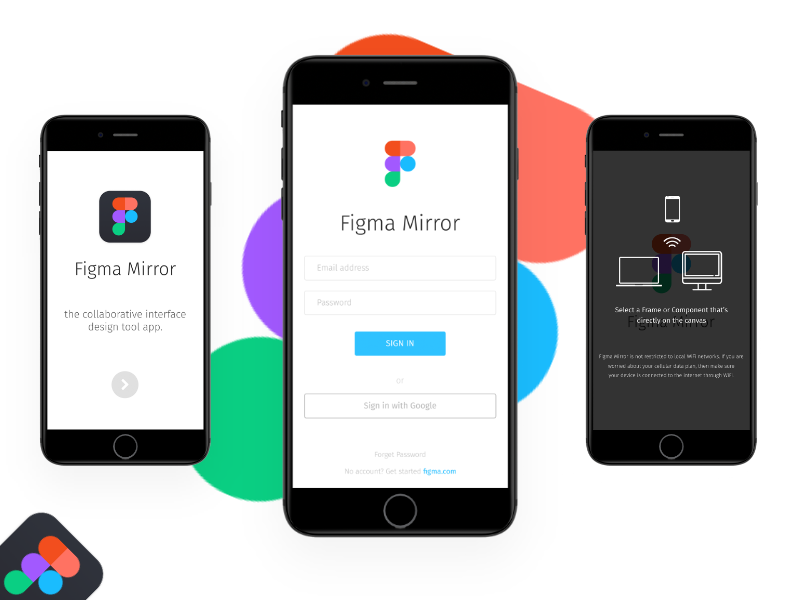 Figma Mirror
the collaborative interface
design tool app.
Figma Mirror
Email address
Password
SIGN IN
or
Sign in with Google
Forget Password
No account? Get started figma.com
Select a Frame or Component that's
directly on the canvas
Figma Mirror
Figma Mirror is not restricted to local WiFi networks. If you are
worried about your cellular data plan, then make sure
your device is connected to the internet through WiFi.